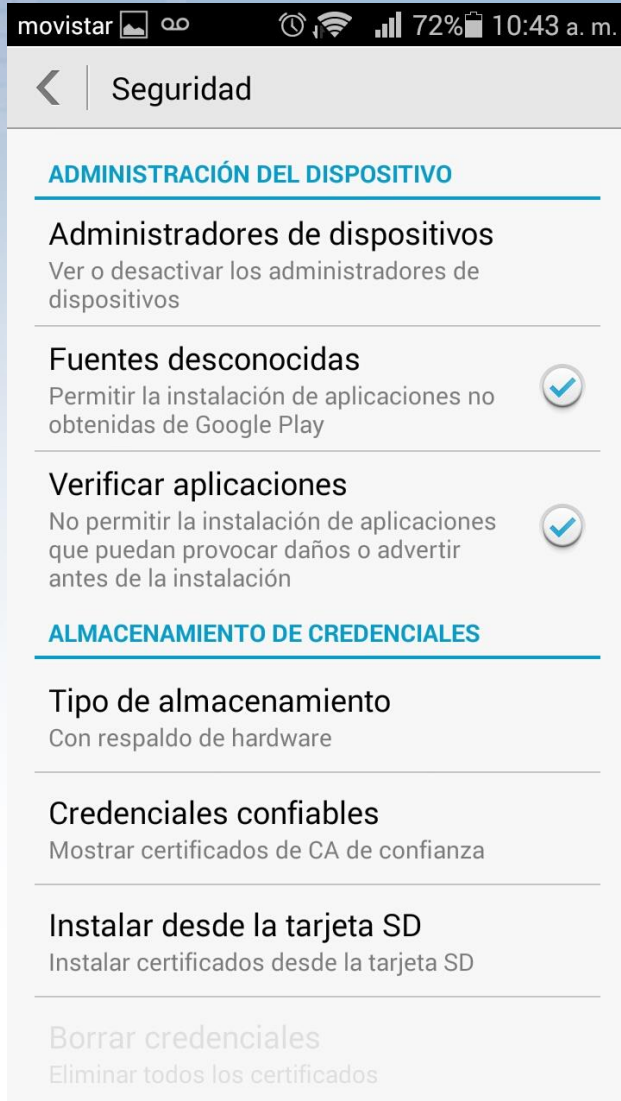 movistar 72% 10:43 a. m.
Seguridad
ADMINISTRACIÓN DEL DISPOSITIVO
Administradores de dispositivos
Ver o desactivar los administradores de
dispositivos
Fuentes desconocidas
Permitir la instalación de aplicaciones no
obtenidas de Google Play
Verificar aplicaciones
No permitir la instalación de aplicaciones
que puedan provocar daños o advertir
antes de la instalación
ALMACENAMIENTO DE CREDENCIALES
Tipo de almacenamiento
Con respaldo de hardware
Credenciales confiables
Mostrar certificados de CA de confianza
Instalar desde la tarjeta SD
Instalar certificados desde la tarjeta SD
Borrar credenciales
Eliminar todos los certificados